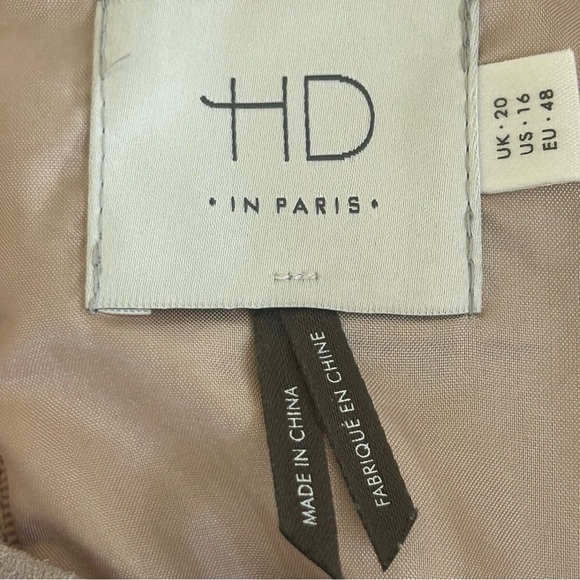 HD
• IN PARIS •
UK • 20
US • 16
EU • 48
MADE IN CHINA
FABRIQUÉ EN CHINE